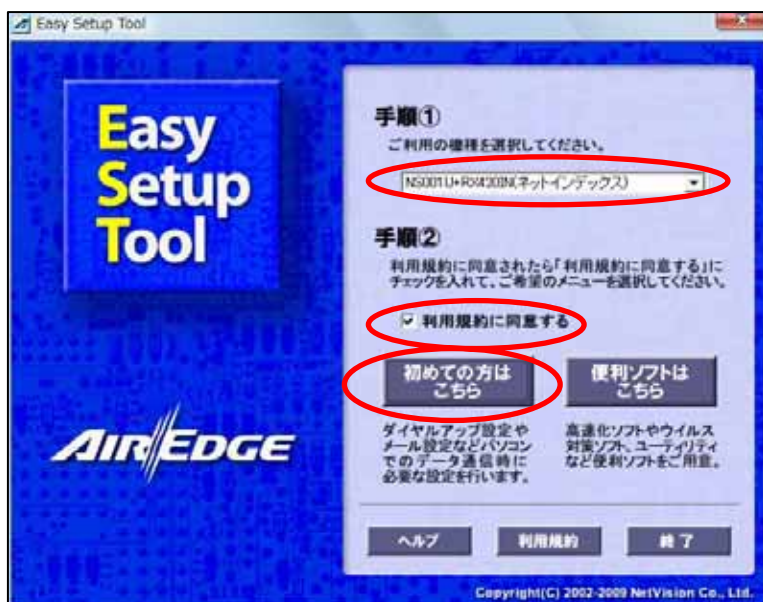 Easy Setup Tool
Easy
Setup
Tool
AIR EDGE
手順①
ご利用の機種を選択してください。
NS001U+RX420IN(ネットインデックス)
手順②
利用規約に同意されたら「利用規約に同意する」に
チェックを入れて、ご希望のメニューを選択してください。
利用規約に同意する
初めての方は
こちら
便利ソフトは
こちら
ダイヤルアップ設定や
メール設定などパソコン
でのデータ通信時に
必要な設定を行います。
高速化ソフトやウイルス
対策ソフト、ユーティリティ
など便利ソフトをご用意。
ヘルプ
利用規約
終了
Copyright(C) 2002-2009 NetVision Co., Ltd.